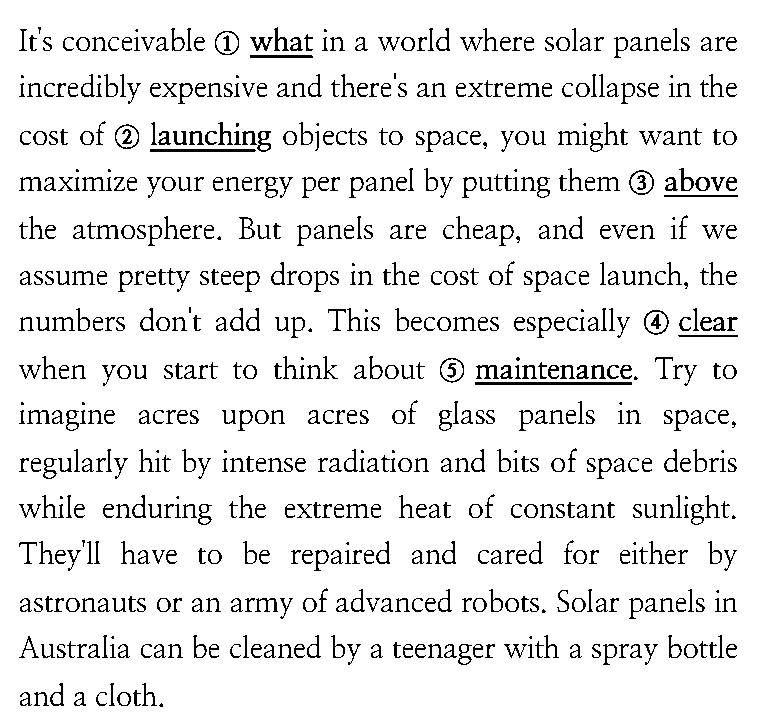 It's conceivable ① what in a world where solar panels are
incredibly expensive and there's an extreme collapse in the
cost of ② launching objects to space, you might want to
maximize your energy per panel by putting them ③ above
the atmosphere. But panels are cheap, and even if we
assume pretty steep drops in the cost of space launch, the
numbers don't add up. This becomes especially ④ clear
when you start to think about ⑤ maintenance. Try to
imagine acres upon acres of glass panels in space,
regularly hit by intense radiation and bits of space debris
while enduring the extreme heat of constant sunlight.
They'll have to be repaired and cared for either by
astronauts or an army of advanced robots. Solar panels in
Australia can be cleaned by a teenager with a spray bottle
and a cloth.